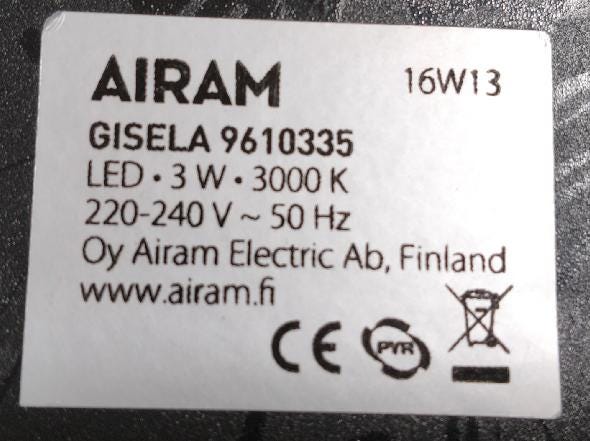 AIRAM 16W13
GISELA 9610335
LED • 3 W • 3000 K
220-240 V ~ 50 Hz
Oy Airam Electric Ab, Finland
www.airam.fi
CE PYR